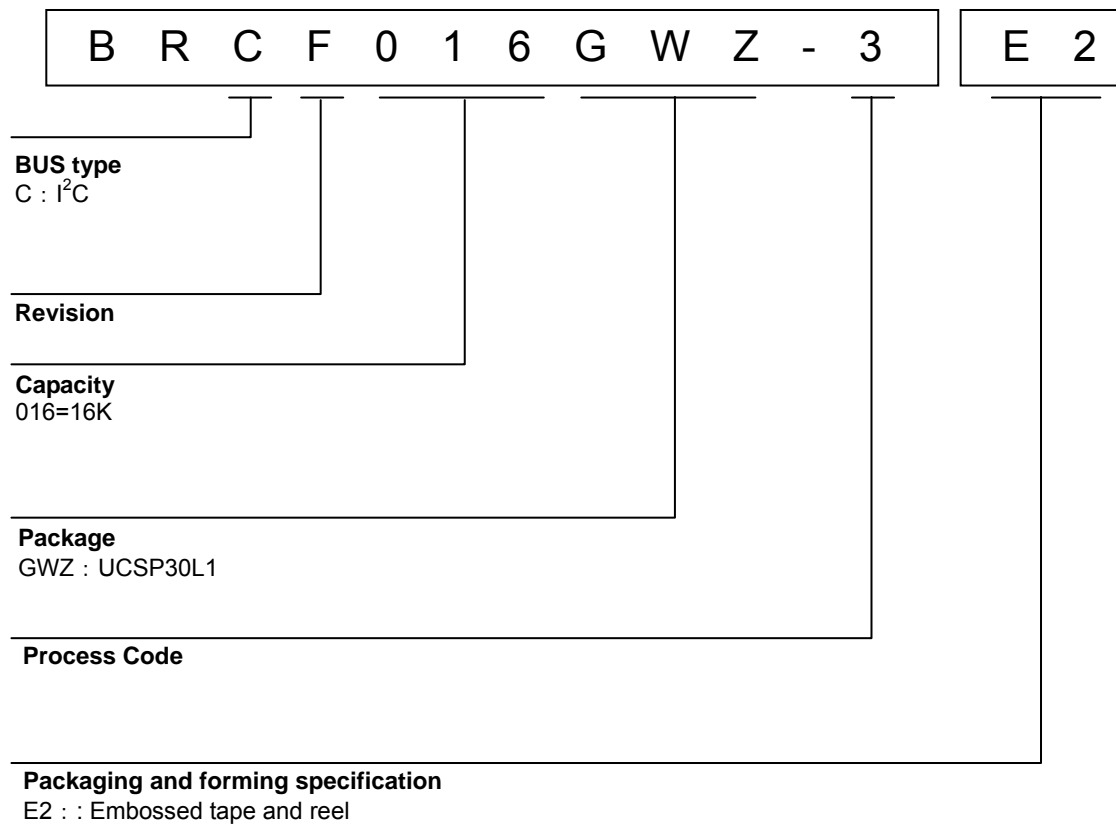 B R C F 0 1 6 G W Z - 3 E 2
BUS type
C : I²C
Revision
Capacity
016=16K
Package
GWZ : UCSP30L1
Process Code
Packaging and forming specification
E2 : : Embossed tape and reel